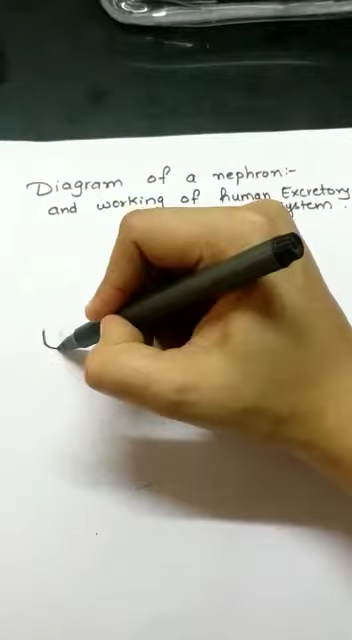 Diagram of a nephron:-
and working of human Excretory
system.